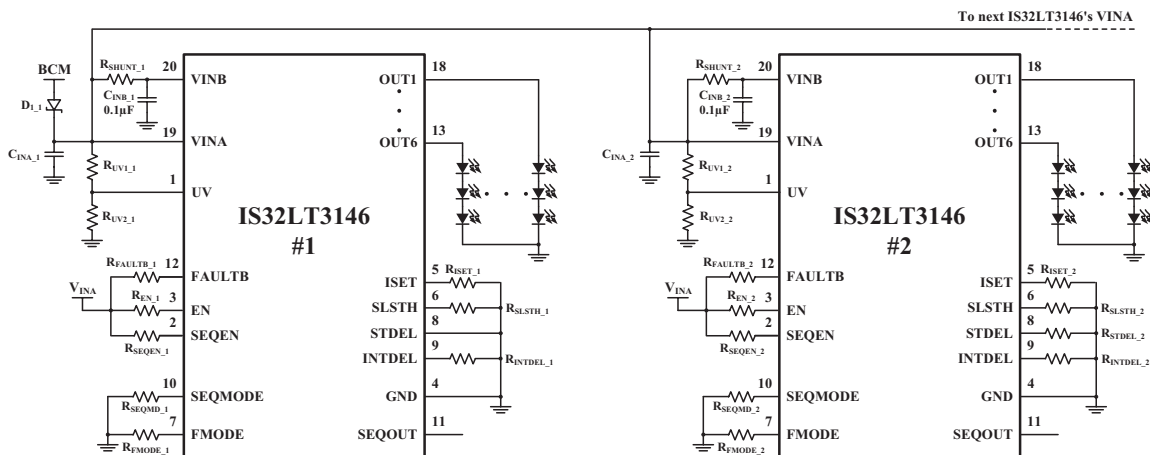 To next IS32LT3146's VINA
BCM
D1_1
CINA_1
RSHUNT_1
CINB_1
0.1µF
RUV1_1
RUV2_1
20
VINB
19
VINA
1
UV
IS32LT3146
#1
RFAULTB_1
12
FAULTB
VINA
REN_1
3
EN
2
SEQEN
RSEQEN_1
10
SEQMODE
RSEQMD_1
7
FMODE
RFMODE_1
18
OUT1
13
OUT6
5
RISET_1
ISET
6
SLSTH
RSLSTH_1
8
STDEL
9
INTDEL
RINTDEL_1
4
GND
11
SEQOUT
RSHUNT_2
CINB_2
0.1µF
CINA_2
RUV1_2
RUV2_2
20
VINB
19
VINA
1
UV
IS32LT3146
#2
RFAULTB_2
12
FAULTB
VINA
REN_2
3
EN
2
SEQEN
RSEQEN_2
10
SEQMODE
RSEQMD_2
7
FMODE
RFMODE_2
18
OUT1
13
OUT6
5
RISET_2
ISET
6
SLSTH
RSLSTH_2
8
STDEL
RSTDEL_2
9
INTDEL
RINTDEL_2
4
GND
11
SEQOUT